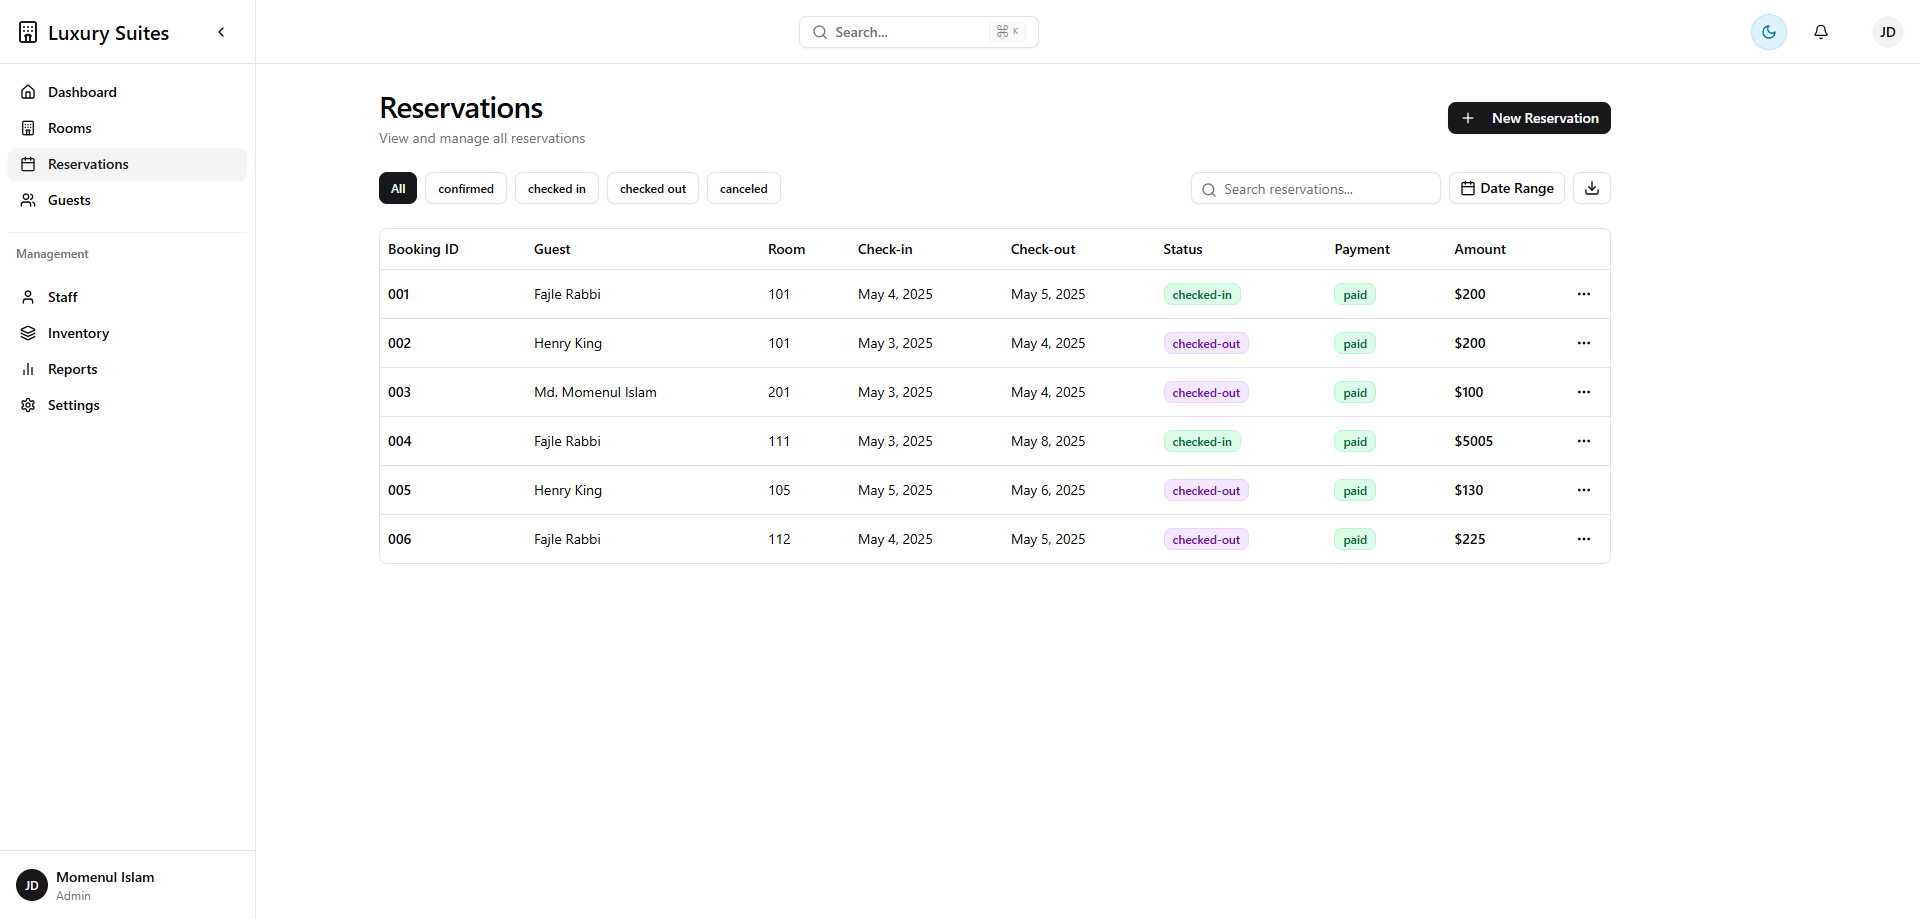 Luxury Suites
Search...
⌘ K
JD
Dashboard
Rooms
Reservations
Guests
Management
Staff
Inventory
Reports
Settings
JD
Momenul Islam
Admin
Reservations
View and manage all reservations
New Reservation
All confirmed checked in checked out canceled
Search reservations...
Date Range
Booking ID Guest Room Check-in Check-out Status Payment Amount
001 Fajle Rabbi 101 May 4, 2025 May 5, 2025 checked-in paid $200
002 Henry King 101 May 3, 2025 May 4, 2025 checked-out paid $200
003 Md. Momenul Islam 201 May 3, 2025 May 4, 2025 checked-out paid $100
004 Fajle Rabbi 111 May 3, 2025 May 8, 2025 checked-in paid $5005
005 Henry King 105 May 5, 2025 May 6, 2025 checked-out paid $130
006 Fajle Rabbi 112 May 4, 2025 May 5, 2025 checked-out paid $225